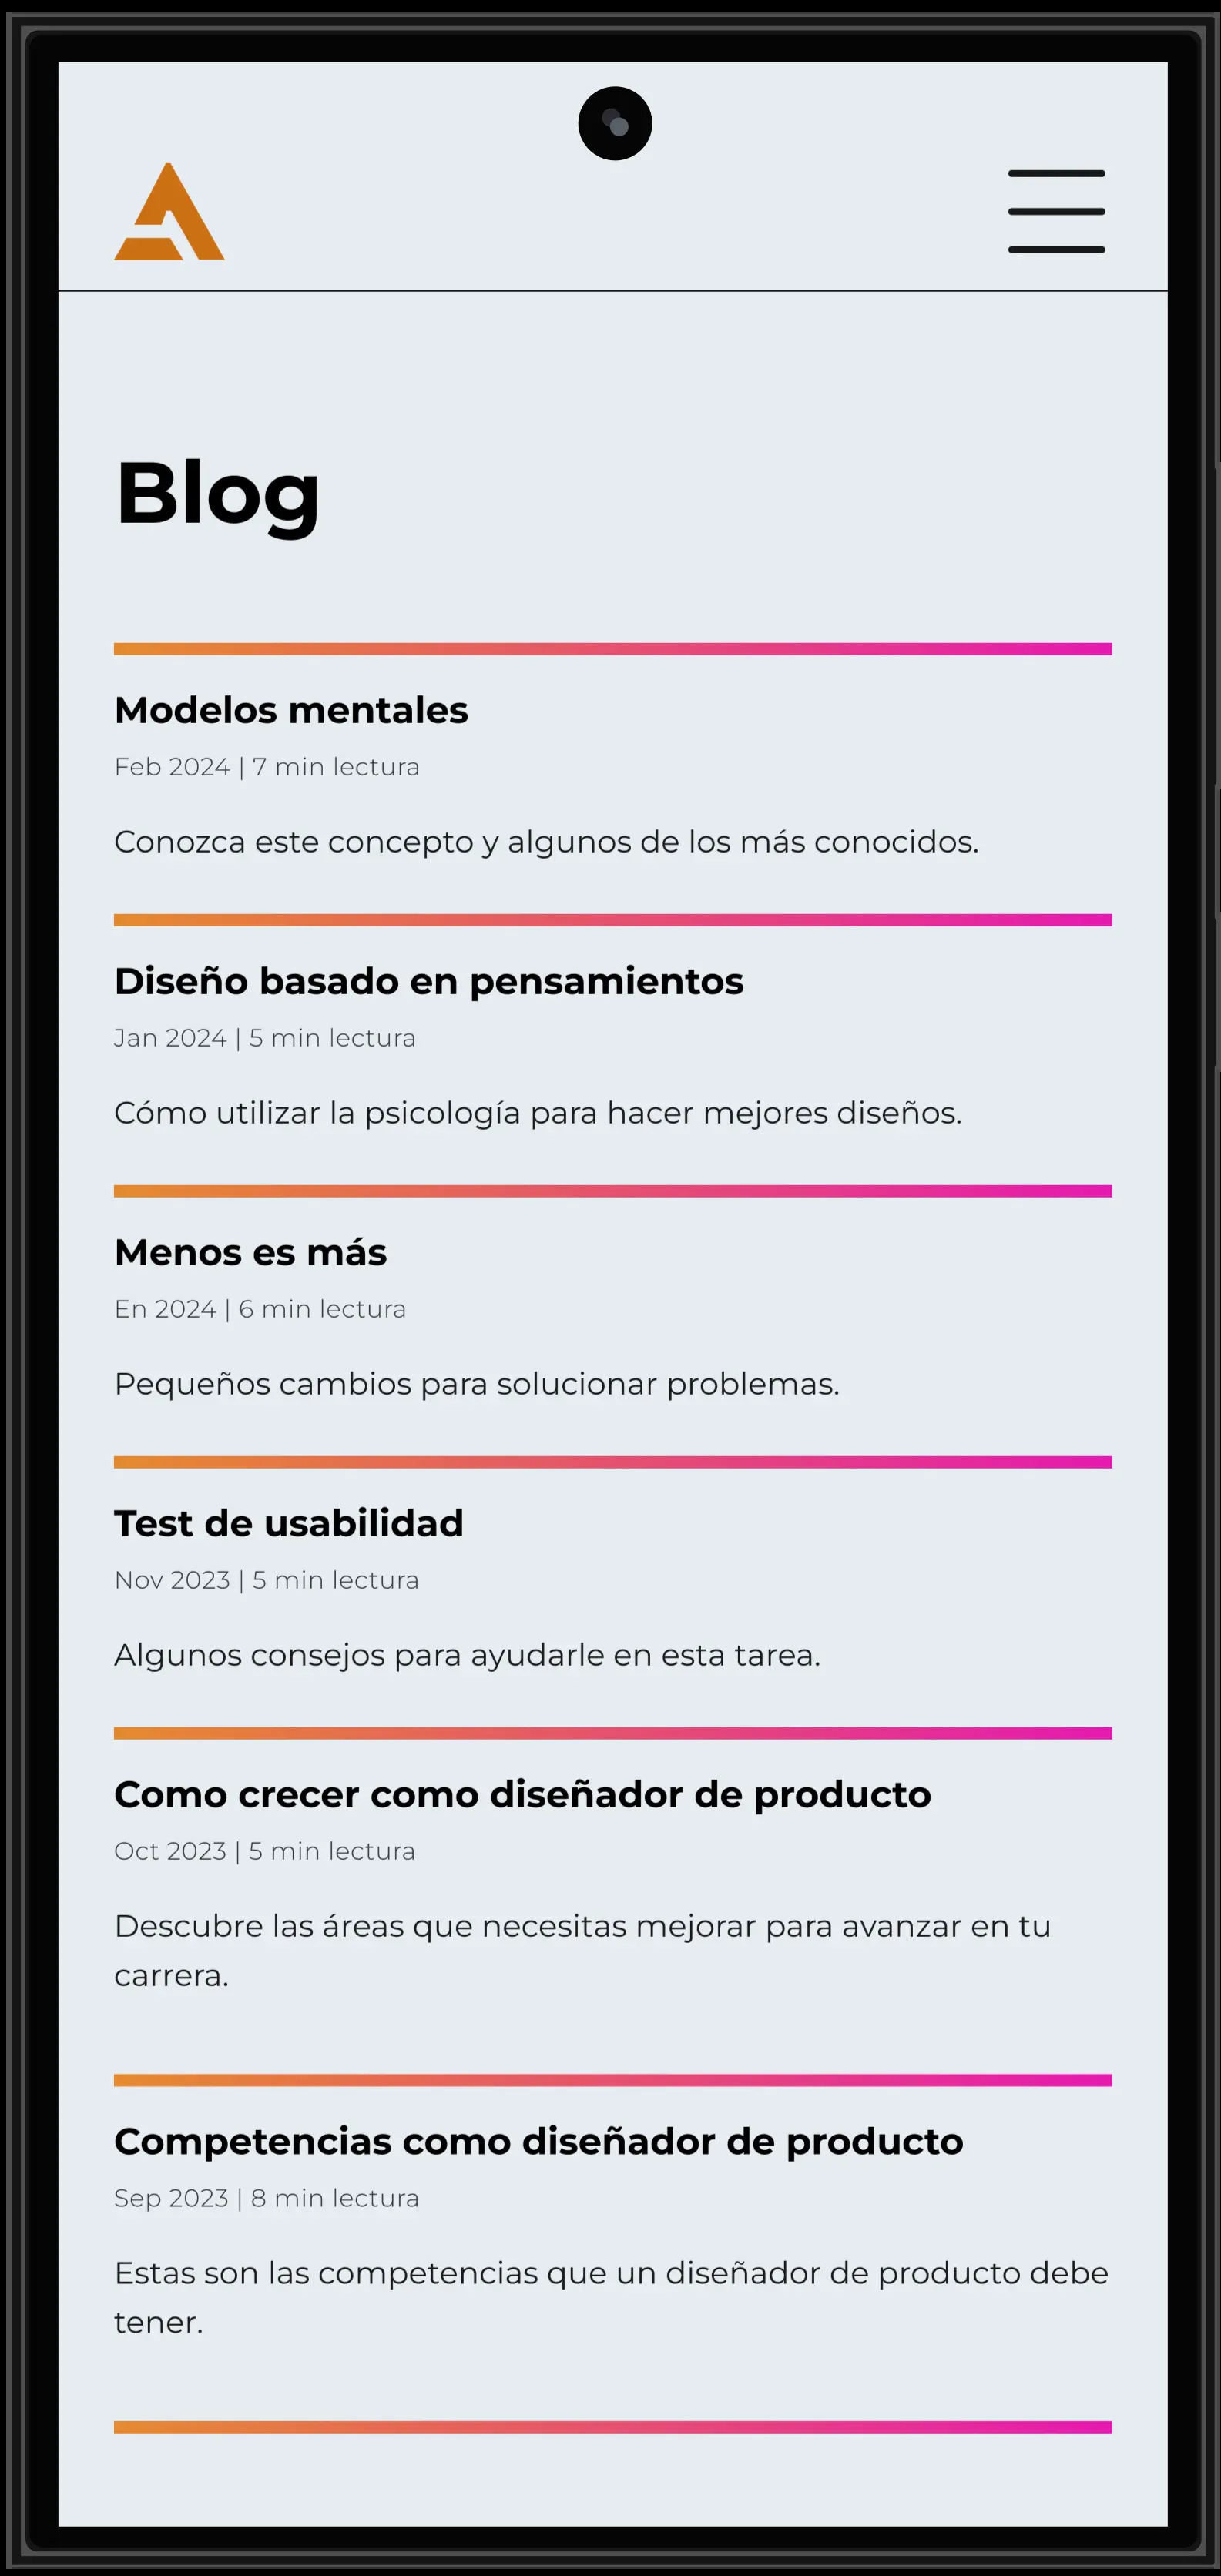 Blog
Modelos mentales
Feb 2024 | 7 min lectura
Conozca este concepto y algunos de los más conocidos.
Diseño basado en pensamientos
Jan 2024 | 5 min lectura
Cómo utilizar la psicología para hacer mejores diseños.
Menos es más
En 2024 | 6 min lectura
Pequeños cambios para solucionar problemas.
Test de usabilidad
Nov 2023 | 5 min lectura
Algunos consejos para ayudarle en esta tarea.
Como crecer como diseñador de producto
Oct 2023 | 5 min lectura
Descubre las áreas que necesitas mejorar para avanzar en tu
carrera.
Competencias como diseñador de producto
Sep 2023 | 8 min lectura
Estas son las competencias que un diseñador de producto debe
tener.